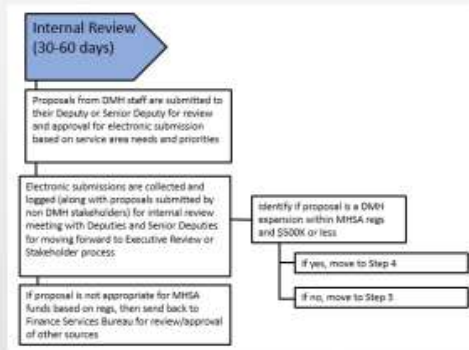 Internal Review
(30-60 days)
Proposals from DMH staff are submitted to
their Deputy or Senior Deputy for review
and approval for electronic submission
based on service area needs and priorities
Electronic submissions are collected and
logged (along with proposals submitted by
non DMH stakeholders) for internal review
meeting with Deputies and Senior Deputies
for moving forward to Executive Review or
Stakeholder process
Identify if proposal is a DMH
expansion within MHSA regs
and $500K or less
If yes, move to Step 4
If no, move to Step 3
If proposal is not appropriate for MHSA
funds based on regs, then send back to
Finance Services Bureau for review/approval
of other sources